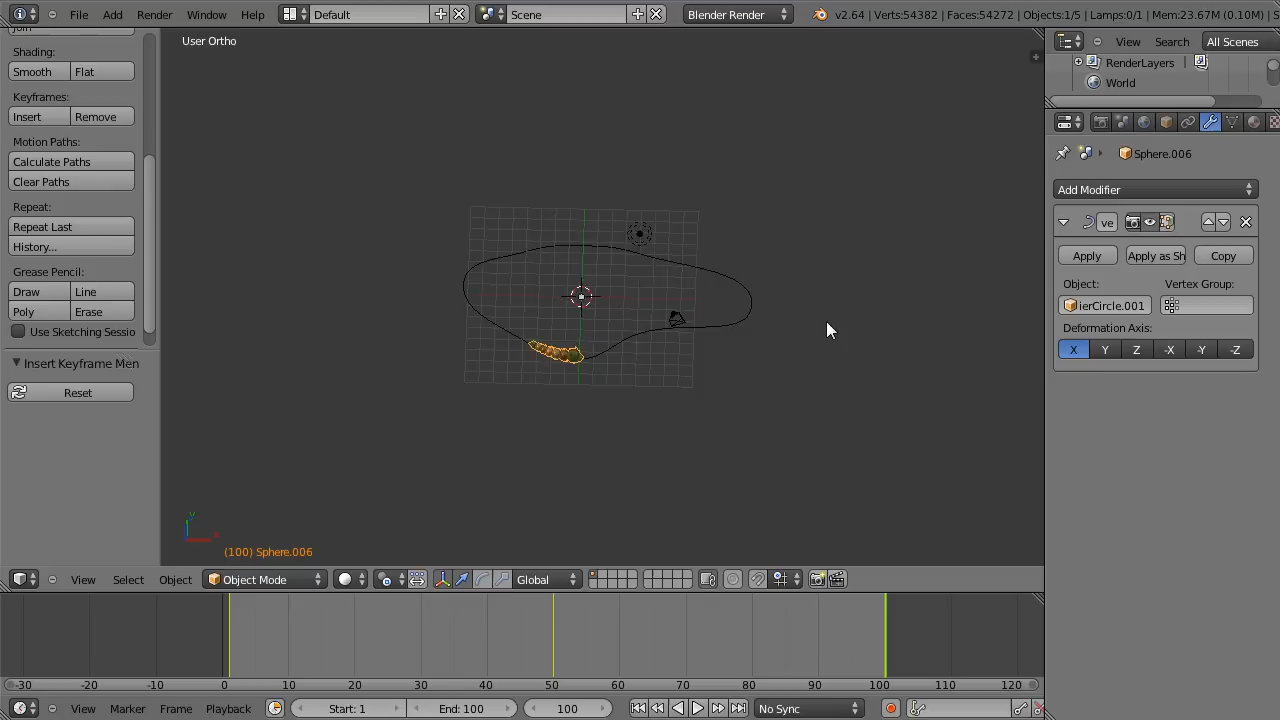 File Add Render Window Help Default Scene Blender Render v2.64 | Verts:54382 | Faces:54272 | Objects:1/5 | Lamps:0/1 | Mem:23.67M (0.10M) |
User Ortho
View Search All Scenes
RenderLayers
World
Join
Shading:
Smooth Flat
Keyframes:
Insert Remove
Motion Paths:
Calculate Paths
Clear Paths
Repeat:
Repeat Last
History...
Grease Pencil:
Draw Line
Poly Erase
Use Sketching Sessio
Insert Keyframe Men
Reset
Sphere.006
Add Modifier
ve
Apply Apply as Sh Copy
Object: Vertex Group:
ierCircle.001
Deformation Axis:
X Y Z -X -Y -Z
y
x
(100) Sphere.006
View Select Object Object Mode Global
-30 -20 -10 0 10 20 30 40 50 60 70 80 90 100 110 120
View Marker Frame Playback Start: 1 End: 100 100 No Sync